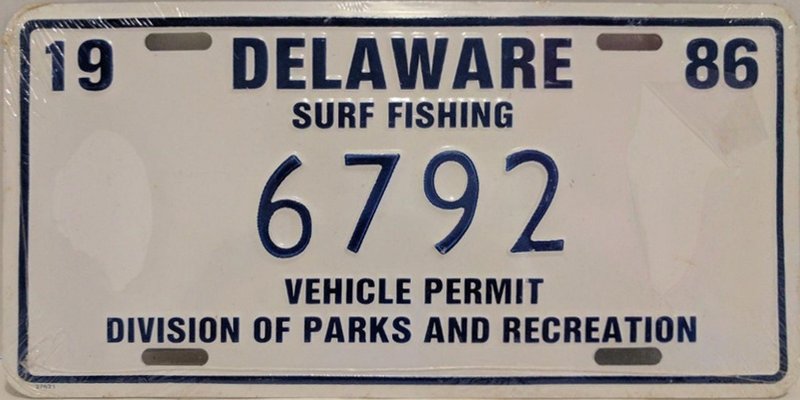 19 DELAWARE 86
SURF FISHING
6792
VEHICLE PERMIT
DIVISION OF PARKS AND RECREATION